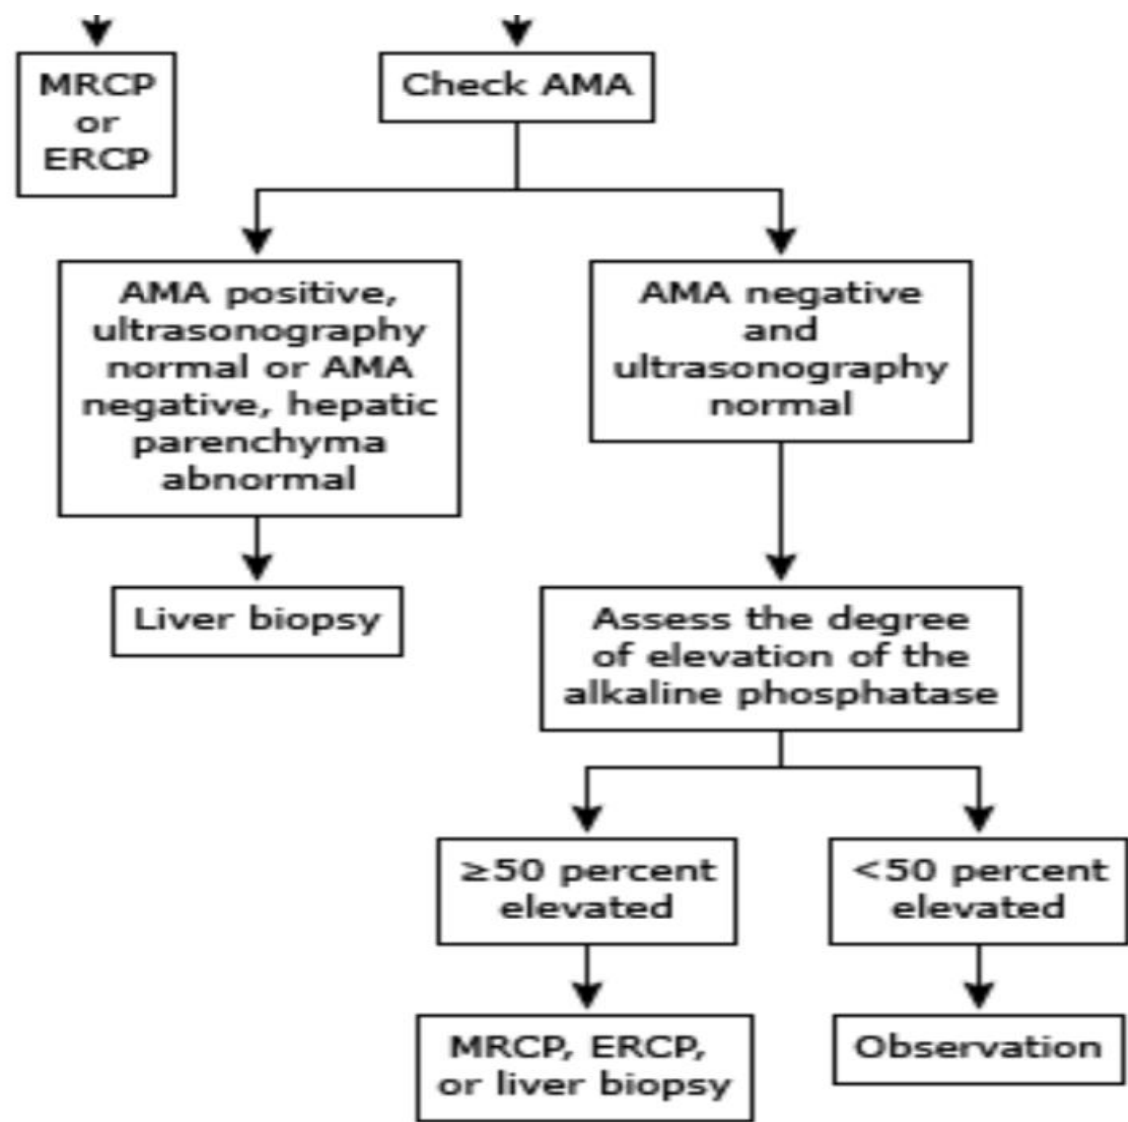 MRCP
or
ERCP
Check AMA
AMA positive,
ultrasonography
normal or AMA
negative, hepatic
parenchyma
abnormal
AMA negative
and
ultrasonography
normal
Liver biopsy
Assess the degree
of elevation of the
alkaline phosphatase
≥50 percent
elevated
<50 percent
elevated
MRCP, ERCP,
or liver biopsy
Observation